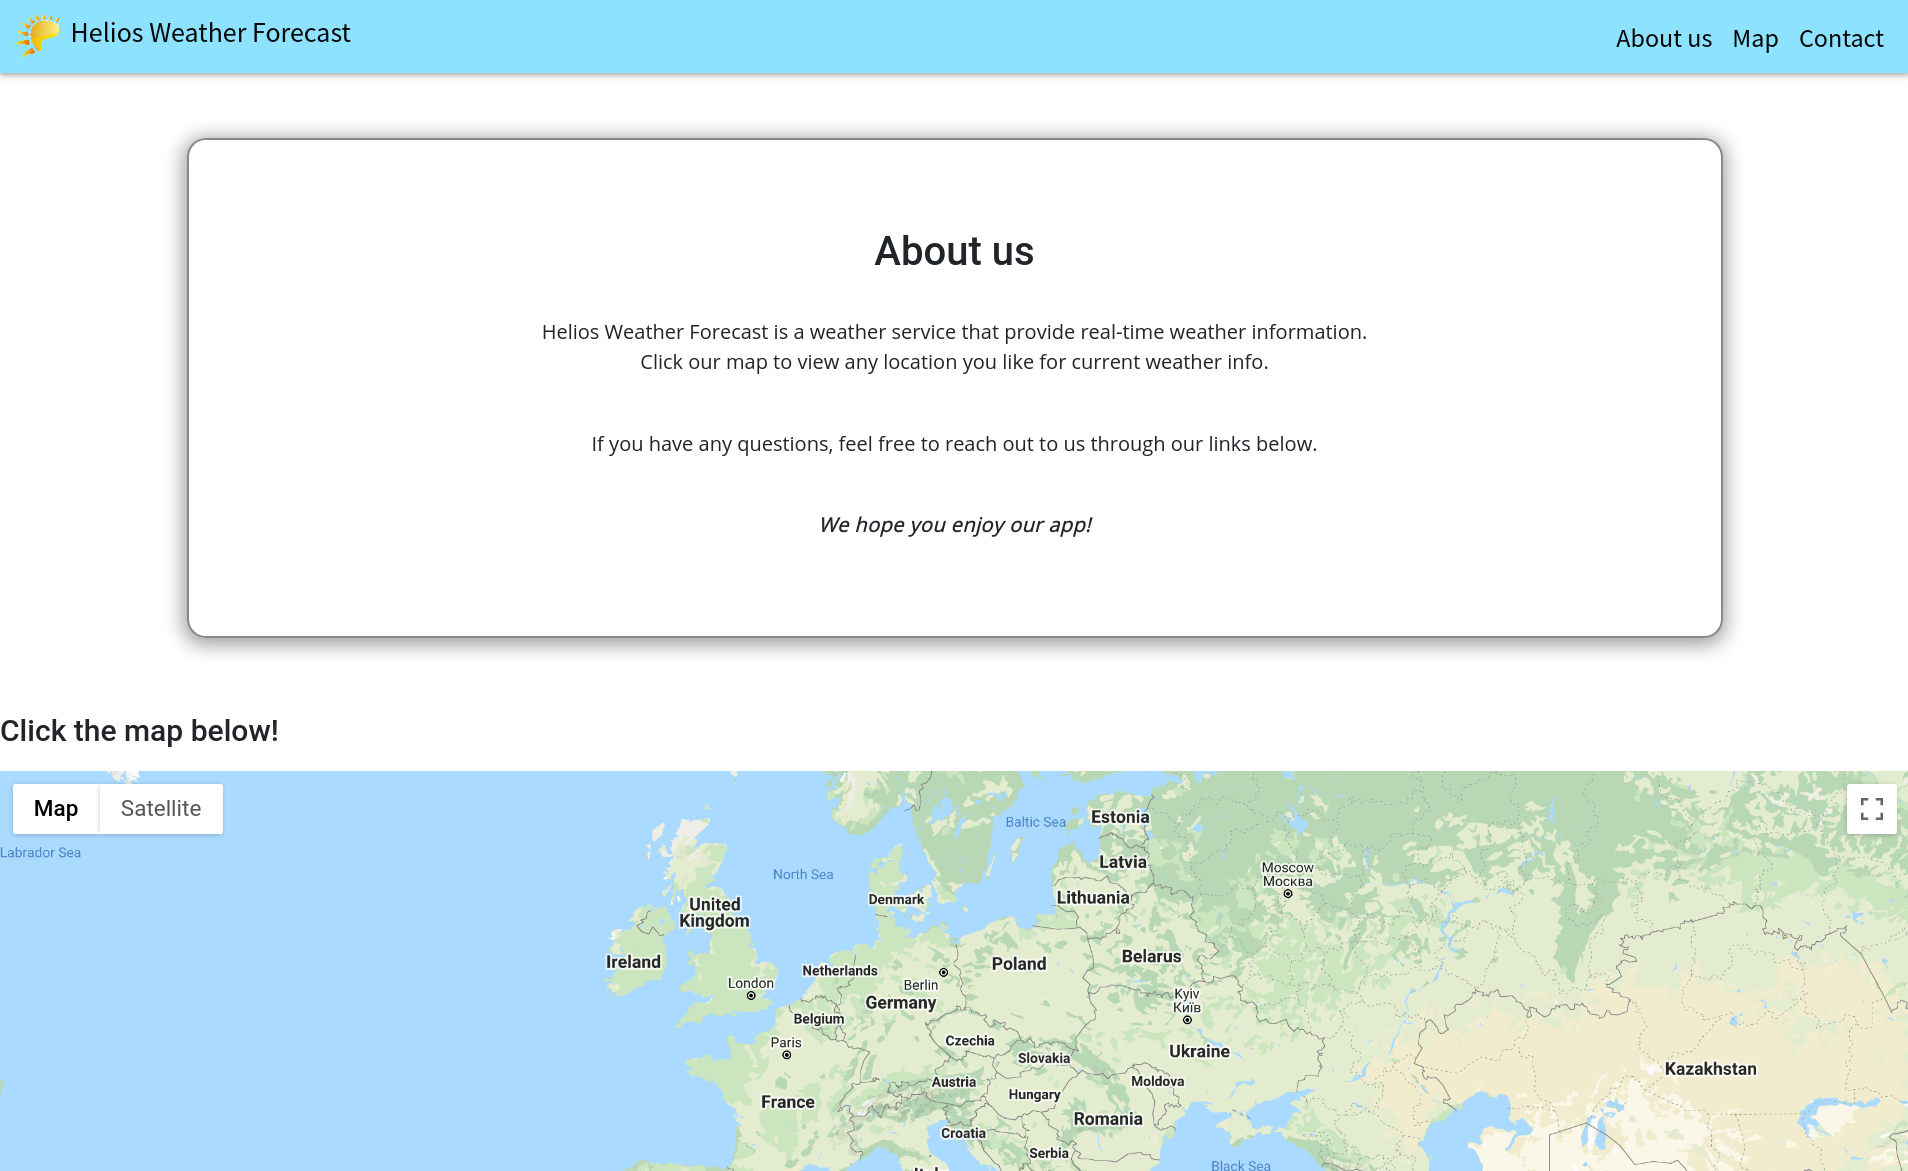 Helios Weather Forecast
About us
Map
Contact
About us
Helios Weather Forecast is a weather service that provide real-time weather information.
Click our map to view any location you like for current weather info.
If you have any questions, feel free to reach out to us through our links below.
We hope you enjoy our app!
Click the map below!
Map
Satellite
Labrador Sea
Baltic Sea
Estonia
Latvia
Moscow
Москва
North Sea
Denmark
Lithuania
United
Kingdom
Ireland
Netherlands
Poland
Belarus
London
Berlin
Germany
Kyiv
Київ
Belgium
Paris
Czechia
Slovakia
Ukraine
Kazakhstan
Austria
Moldova
Hungary
France
Romania
Croatia
Serbia
Black Sea